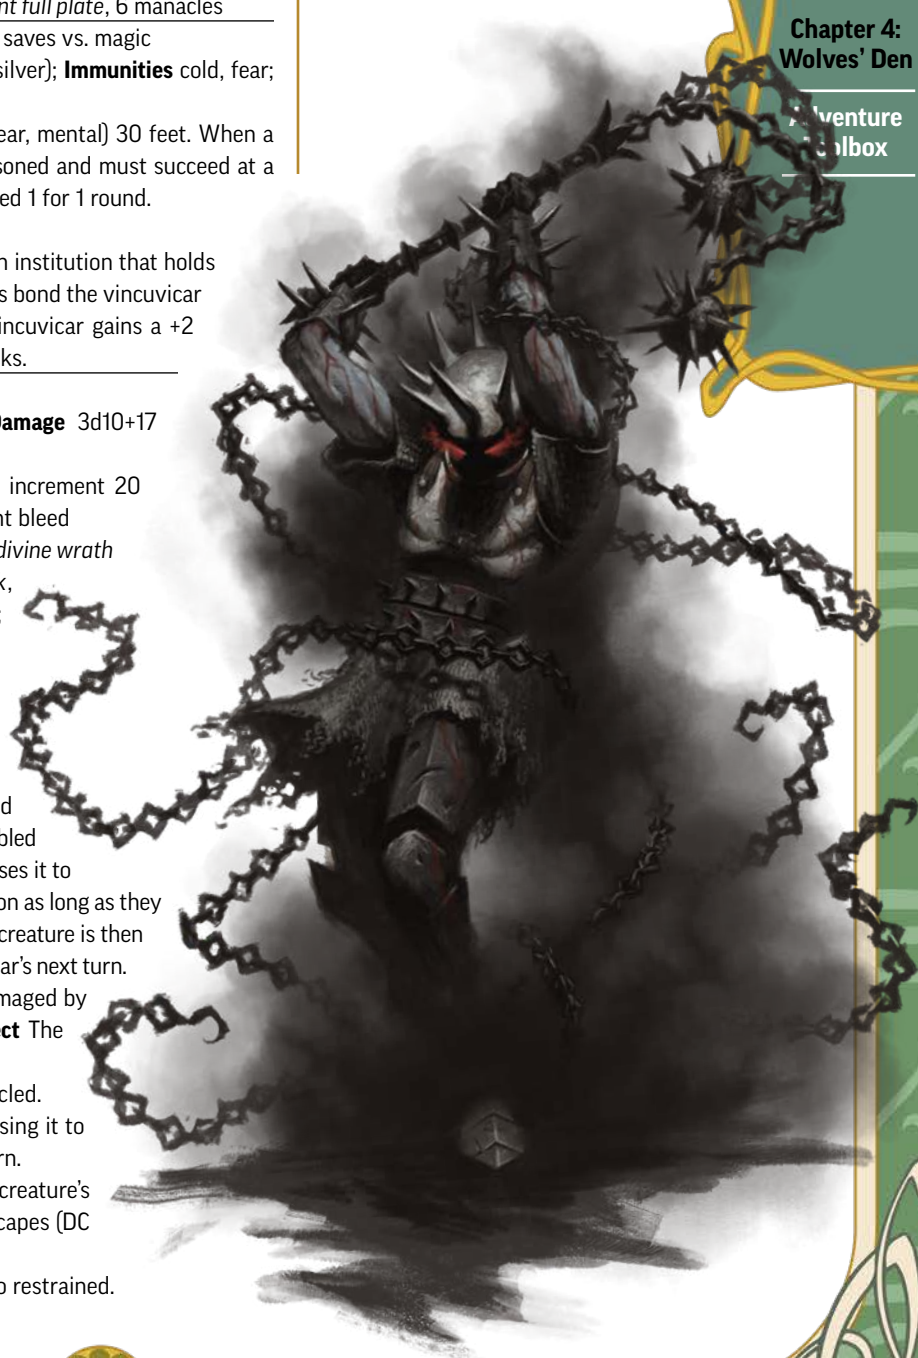 nt full plate, 6 manacles
saves vs. magic
silver); Immunities cold, fear;
ear, mental) 30 feet. When a
soned and must succeed at a
ed 1 for 1 round.
n institution that holds
s bond the vincuvicar
incuvicar gains a +2
ks.
Damage 3d10+17
increment 20
nt bleed
divine wrath
k,
d
bled
ses it to
on as long as they
creature is then
ar's next turn.
maged by
ct The
cled.
sing it to
rn.
creature's
capes (DC
o restrained.
Chapter 4:
Wolves' Den
Adventure
Toolbox